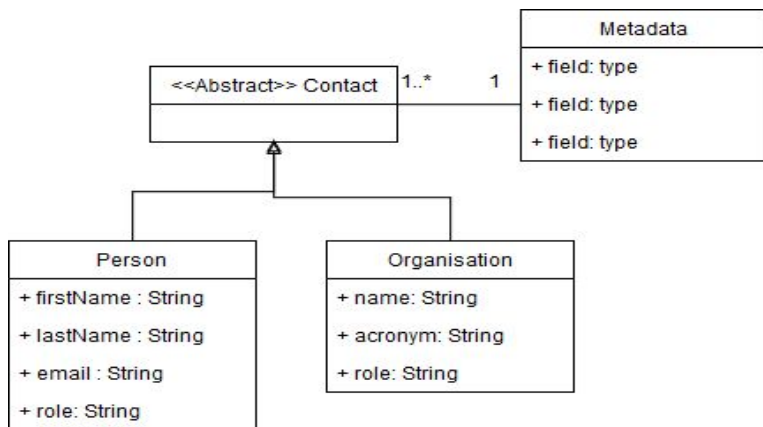 Metadata
+ field: type
+ field: type
+ field: type
<<Abstract>> Contact
1..*
1
Person
+ firstName : String
+ lastName : String
+ email : String
+ role: String
Organisation
+ name: String
+ acronym: String
+ role: String